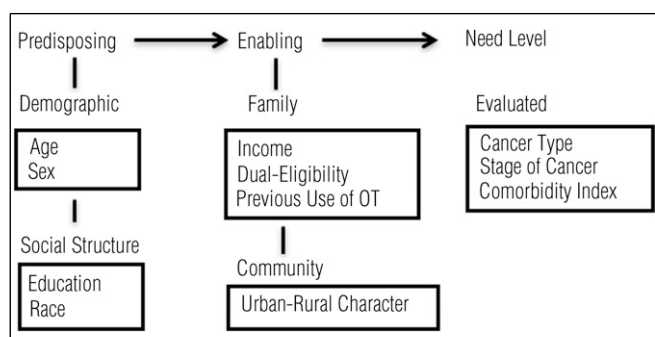 Predisposing
Enabling
Need Level
Demographic
Age
Sex
Social Structure
Education
Race
Family
Income
Dual-Eligibility
Previous Use of OT
Community
Urban-Rural Character
Evaluated
Cancer Type
Stage of Cancer
Comorbidity Index